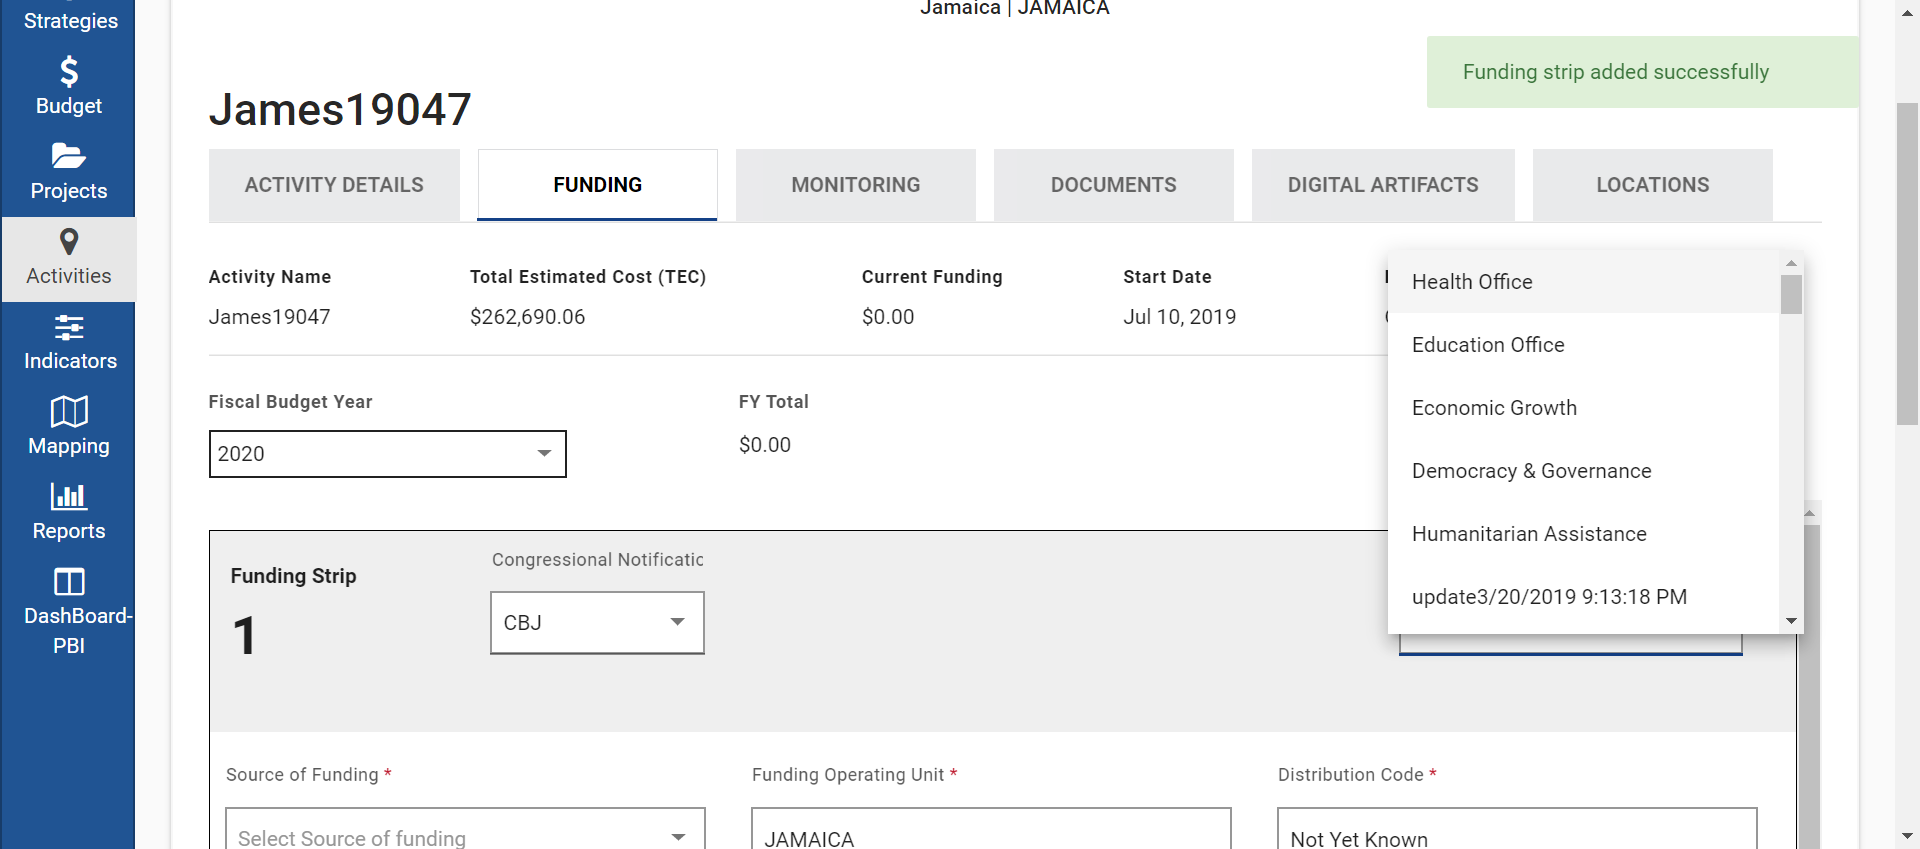 Strategies
Budget
Projects
Activities
Indicators
Mapping
Reports
DashBoard-
PBI
Jamaica | JAMAICA
Funding strip added successfully
James19047
ACTIVITY DETAILS
FUNDING
MONITORING
DOCUMENTS
DIGITAL ARTIFACTS
LOCATIONS
Activity Name
James19047
Total Estimated Cost (TEC)
$262,690.06
Current Funding
$0.00
Start Date
Jul 10, 2019
Fiscal Budget Year
2020
FY Total
$0.00
Health Office
Education Office
Economic Growth
Democracy & Governance
Humanitarian Assistance
update3/20/2019 9:13:18 PM
Funding Strip
1
Congressional Notificatic
CBJ
Source of Funding *
Select Source of funding
Funding Operating Unit *
JAMAICA
Distribution Code *
Not Yet Known